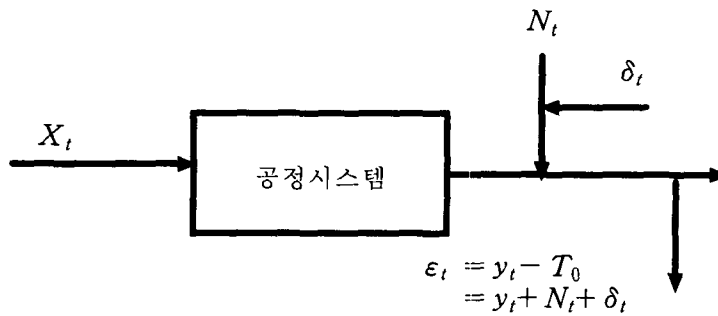 N_t
δ_t
X_t
공정시스템
ε_t = y_t − T_0
= y_t + N_t + δ_t